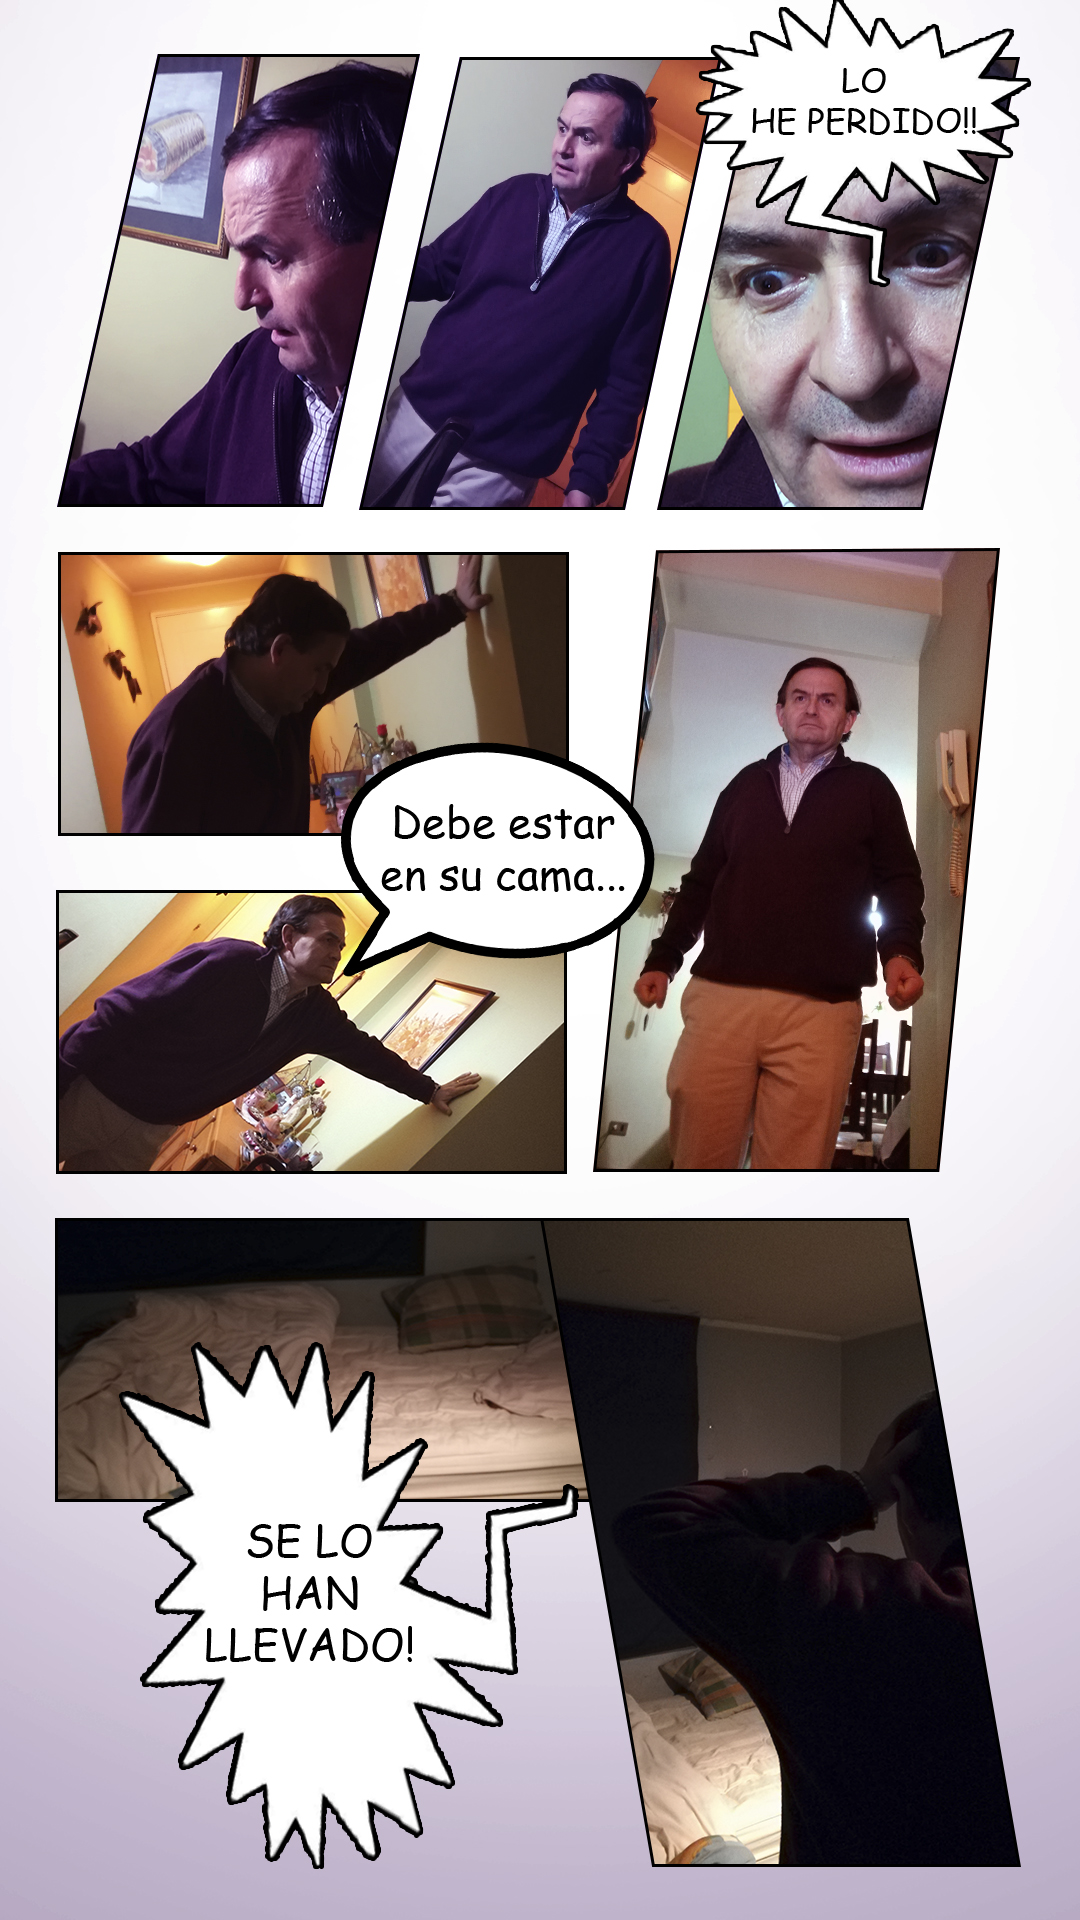 LO
HE PERDIDO!!
Debe estar
en su cama...
SE LO
HAN
LLEVADO!